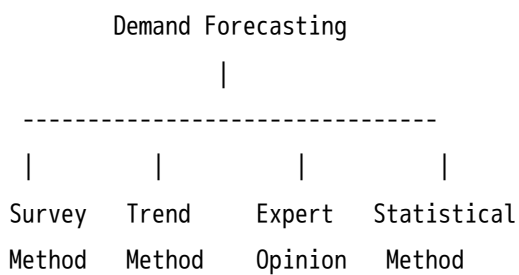 Demand Forecasting
|
--------------------------------
| | | |
Survey Trend Expert Statistical
Method Method Opinion Method